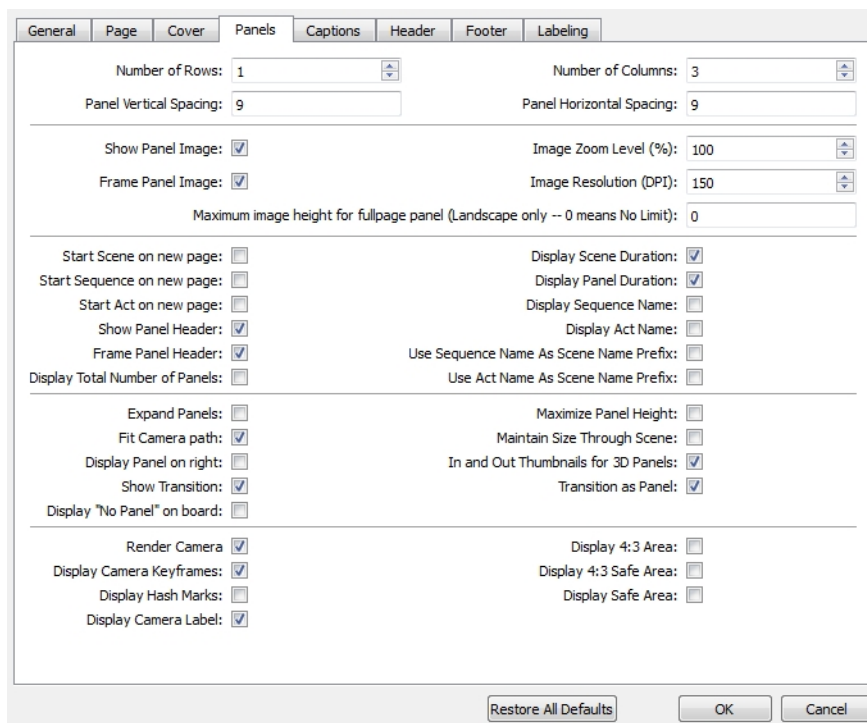 General Page Cover Panels Captions Header Footer Labeling
Number of Rows: 1 Number of Columns: 3
Panel Vertical Spacing: 9 Panel Horizontal Spacing: 9
Show Panel Image: Image Zoom Level (%): 100
Frame Panel Image: Image Resolution (DPI): 150
Maximum image height for fullpage panel (Landscape only -- 0 means No Limit): 0
Start Scene on new page: Display Scene Duration:
Start Sequence on new page: Display Panel Duration:
Start Act on new page: Display Sequence Name:
Show Panel Header: Display Act Name:
Frame Panel Header: Use Sequence Name As Scene Name Prefix:
Display Total Number of Panels: Use Act Name As Scene Name Prefix:
Expand Panels: Maximize Panel Height:
Fit Camera path: Maintain Size Through Scene:
Display Panel on right: In and Out Thumbnails for 3D Panels:
Show Transition: Transition as Panel:
Display "No Panel" on board:
Render Camera Display 4:3 Area:
Display Camera Keyframes: Display 4:3 Safe Area:
Display Hash Marks: Display Safe Area:
Display Camera Label:
Restore All Defaults OK Cancel